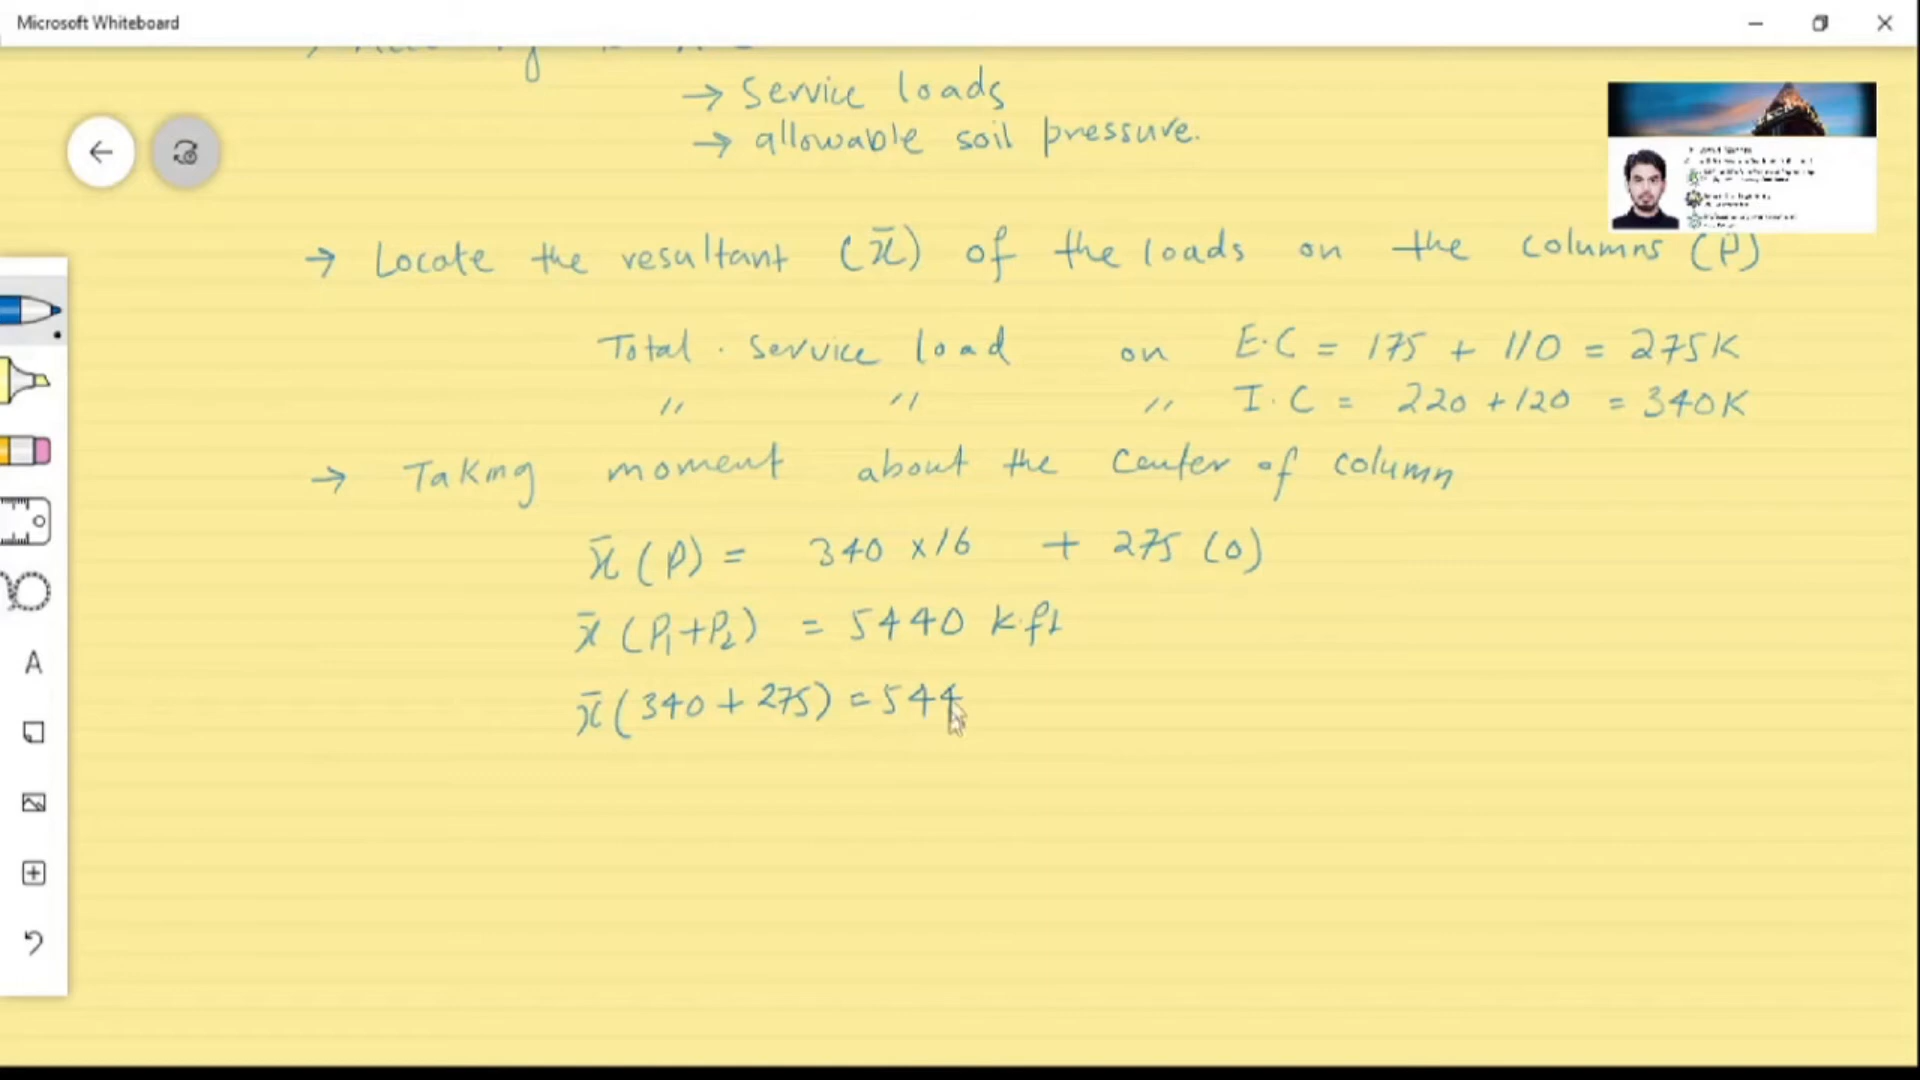 Microsoft Whiteboard
→ Service loads
→ allowable soil pressure.
→ Locate the resultant (x̄) of the loads on the columns (P)
Total. service load on E.C = 175 + 110 = 275K
" " " I.C = 220 + 120 = 340K
→ Taking moment about the center of column
x̄ (P) = 340 x 16 + 275 (0)
x̄ (P₁+P₂) = 5440 k.ft
x̄ (340 + 275) = 544
A